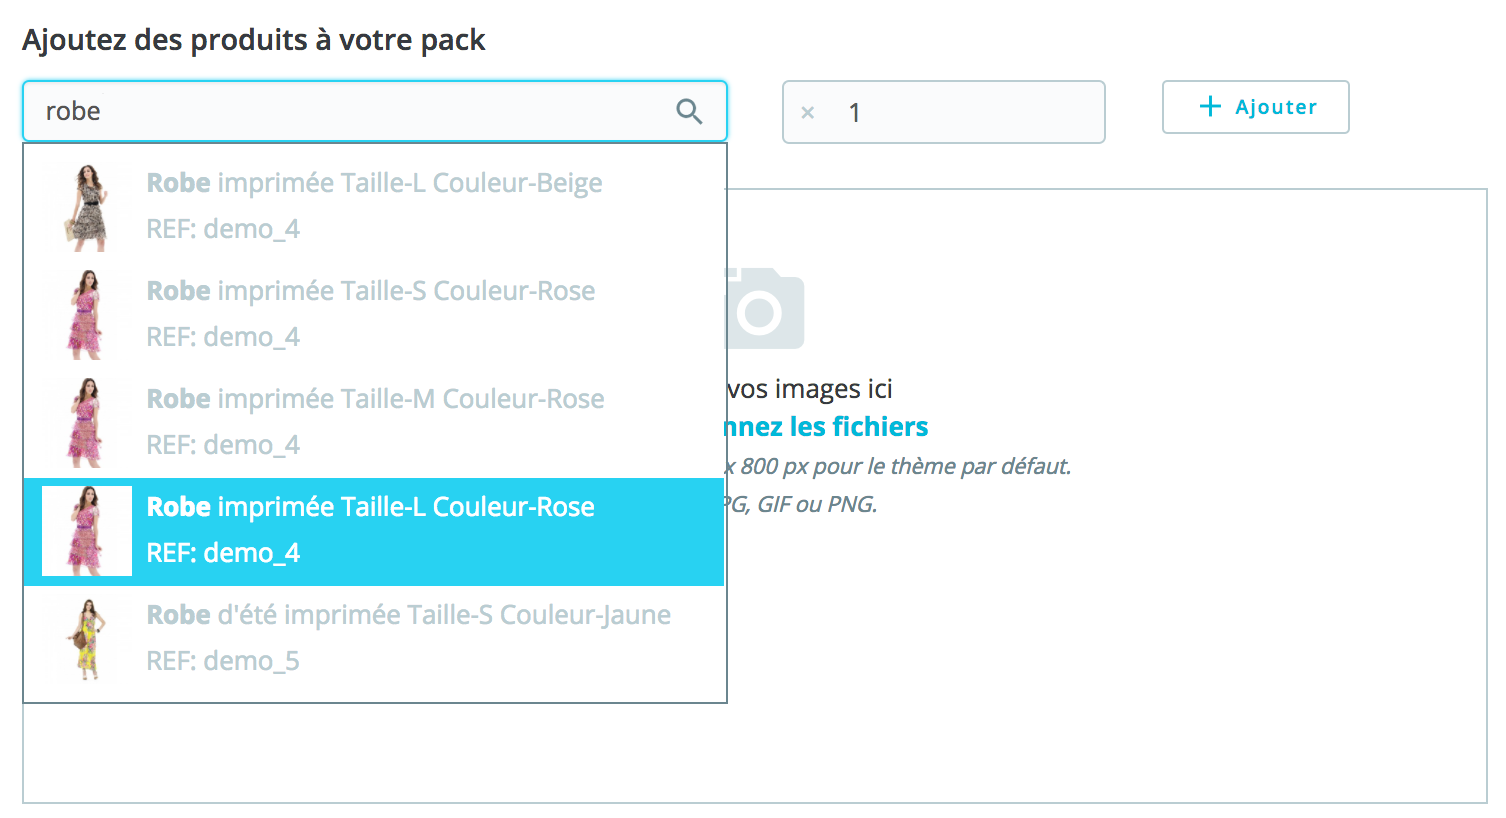 Ajoutez des produits à votre pack
robe
× 1
Ajouter
Robe imprimée Taille-L Couleur-Beige
REF: demo_4
Robe imprimée Taille-S Couleur-Rose
REF: demo_4
Robe imprimée Taille-M Couleur-Rose
REF: demo_4
Robe imprimée Taille-L Couleur-Rose
REF: demo_4
Robe d'été imprimée Taille-S Couleur-Jaune
REF: demo_5
vos images ici
les fichiers
x 800 px pour le thème par défaut.
GIF ou PNG.